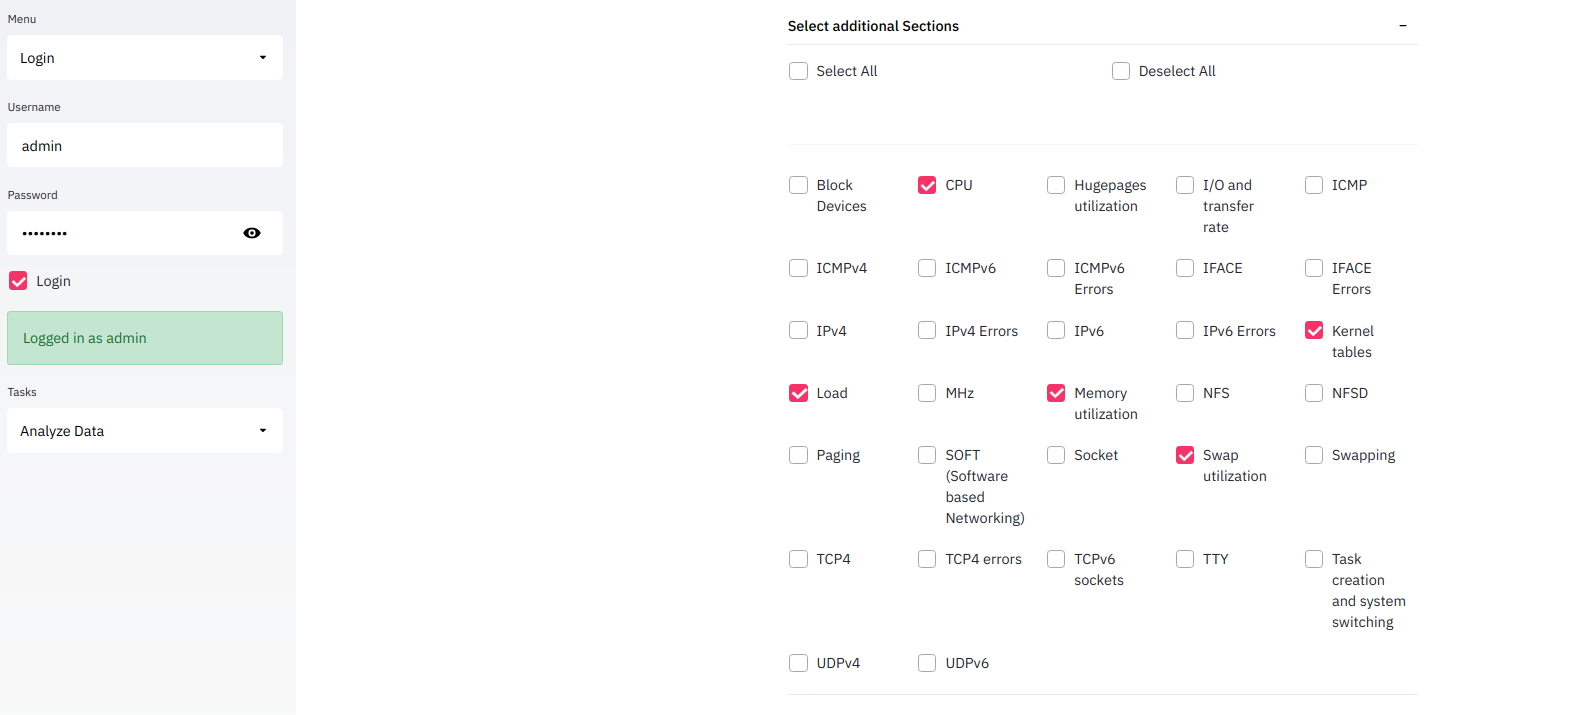 Menu
Login
Username
admin
Password
••••••••
Login
Logged in as admin
Tasks
Analyze Data
Select additional Sections
Select All
Deselect All
Block
Devices
CPU
Hugepages
utilization
I/O and
transfer
rate
ICMP
ICMPv4
ICMPv6
ICMPv6
Errors
IFACE
IFACE
Errors
IPv4
IPv4 Errors
IPv6
IPv6 Errors
Kernel
tables
Load
MHz
Memory
utilization
NFS
NFSD
Paging
SOFT
(Software
based
Networking)
Socket
Swap
utilization
Swapping
TCP4
TCP4 errors
TCPv6
sockets
TTY
Task
creation
and system
switching
UDPv4
UDPv6